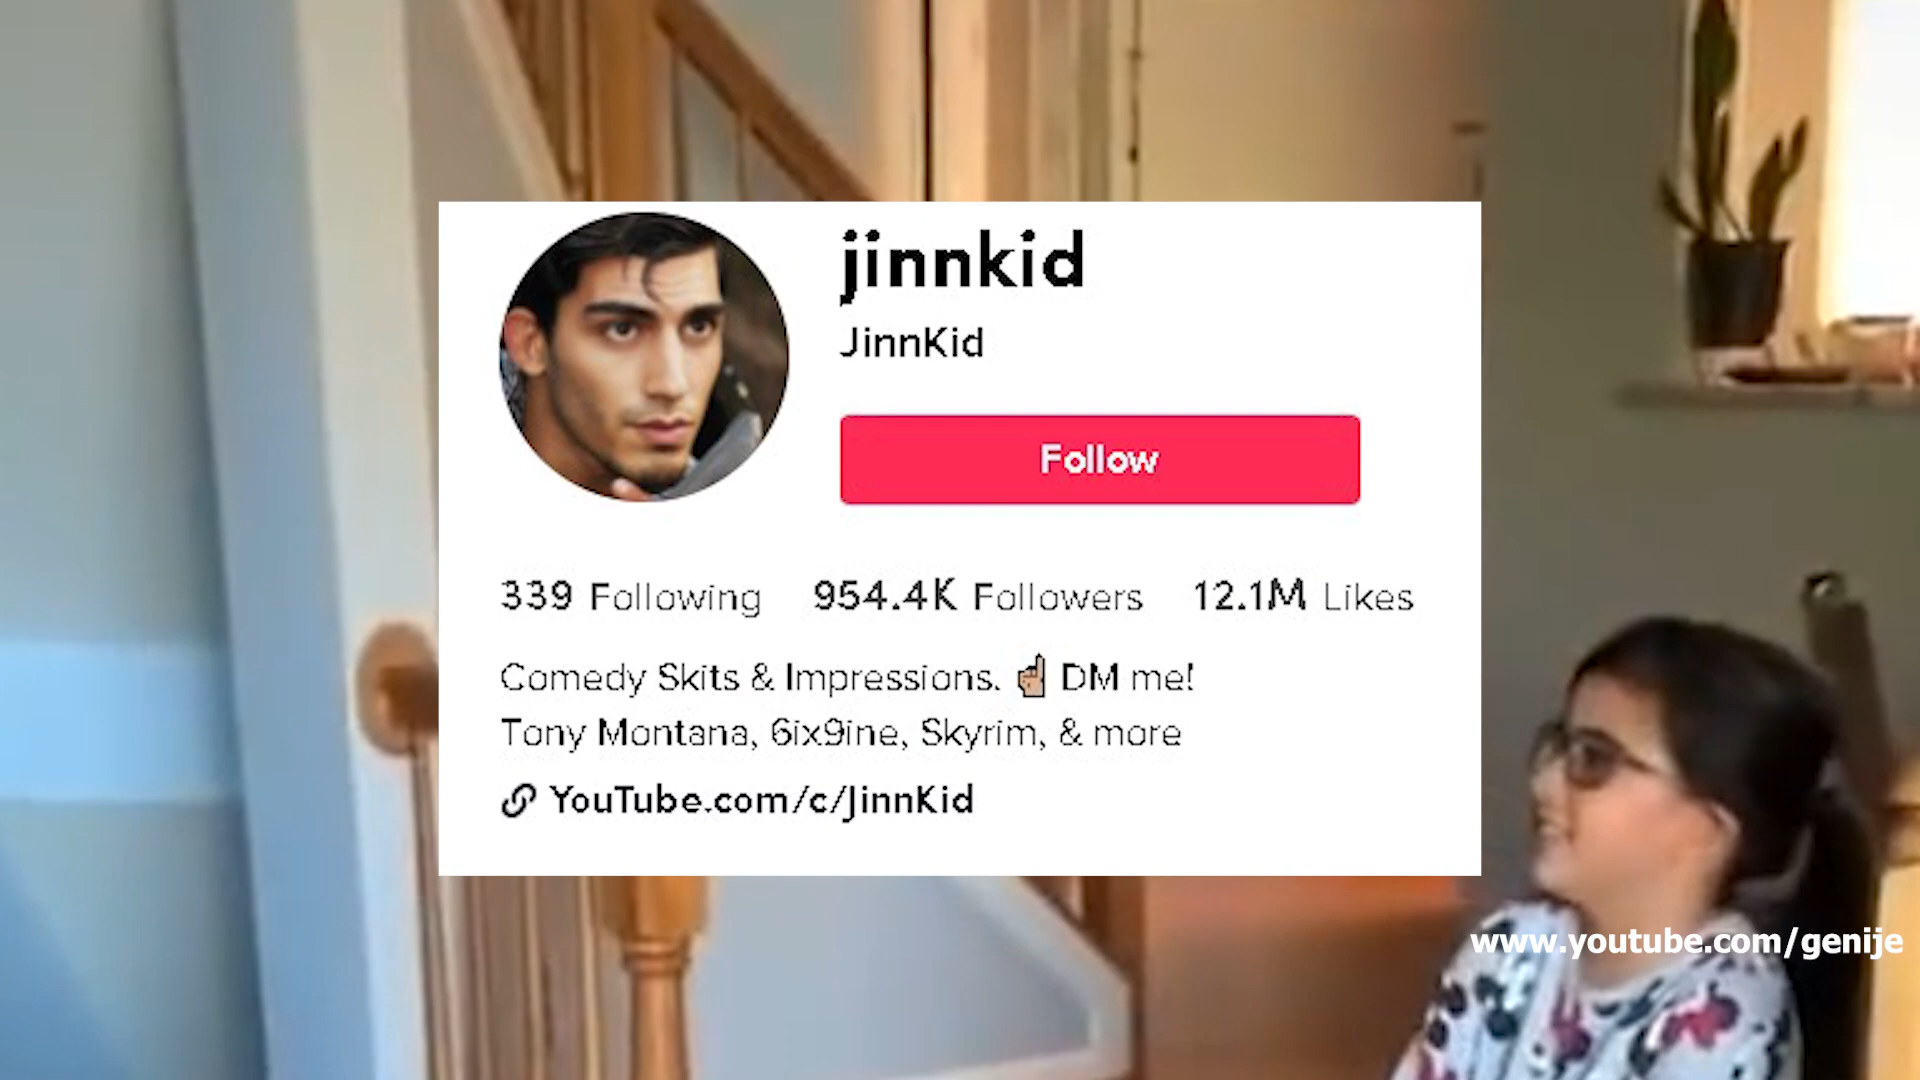 jinnkid
JinnKid
Follow
339 Following 954.4K Followers 12.1M Likes
Comedy Skits & Impressions. ☝🏼 DM me!
Tony Montana, 6ix9ine, Skyrim, & more
YouTube.com/c/JinnKid
www.youtube.com/genije